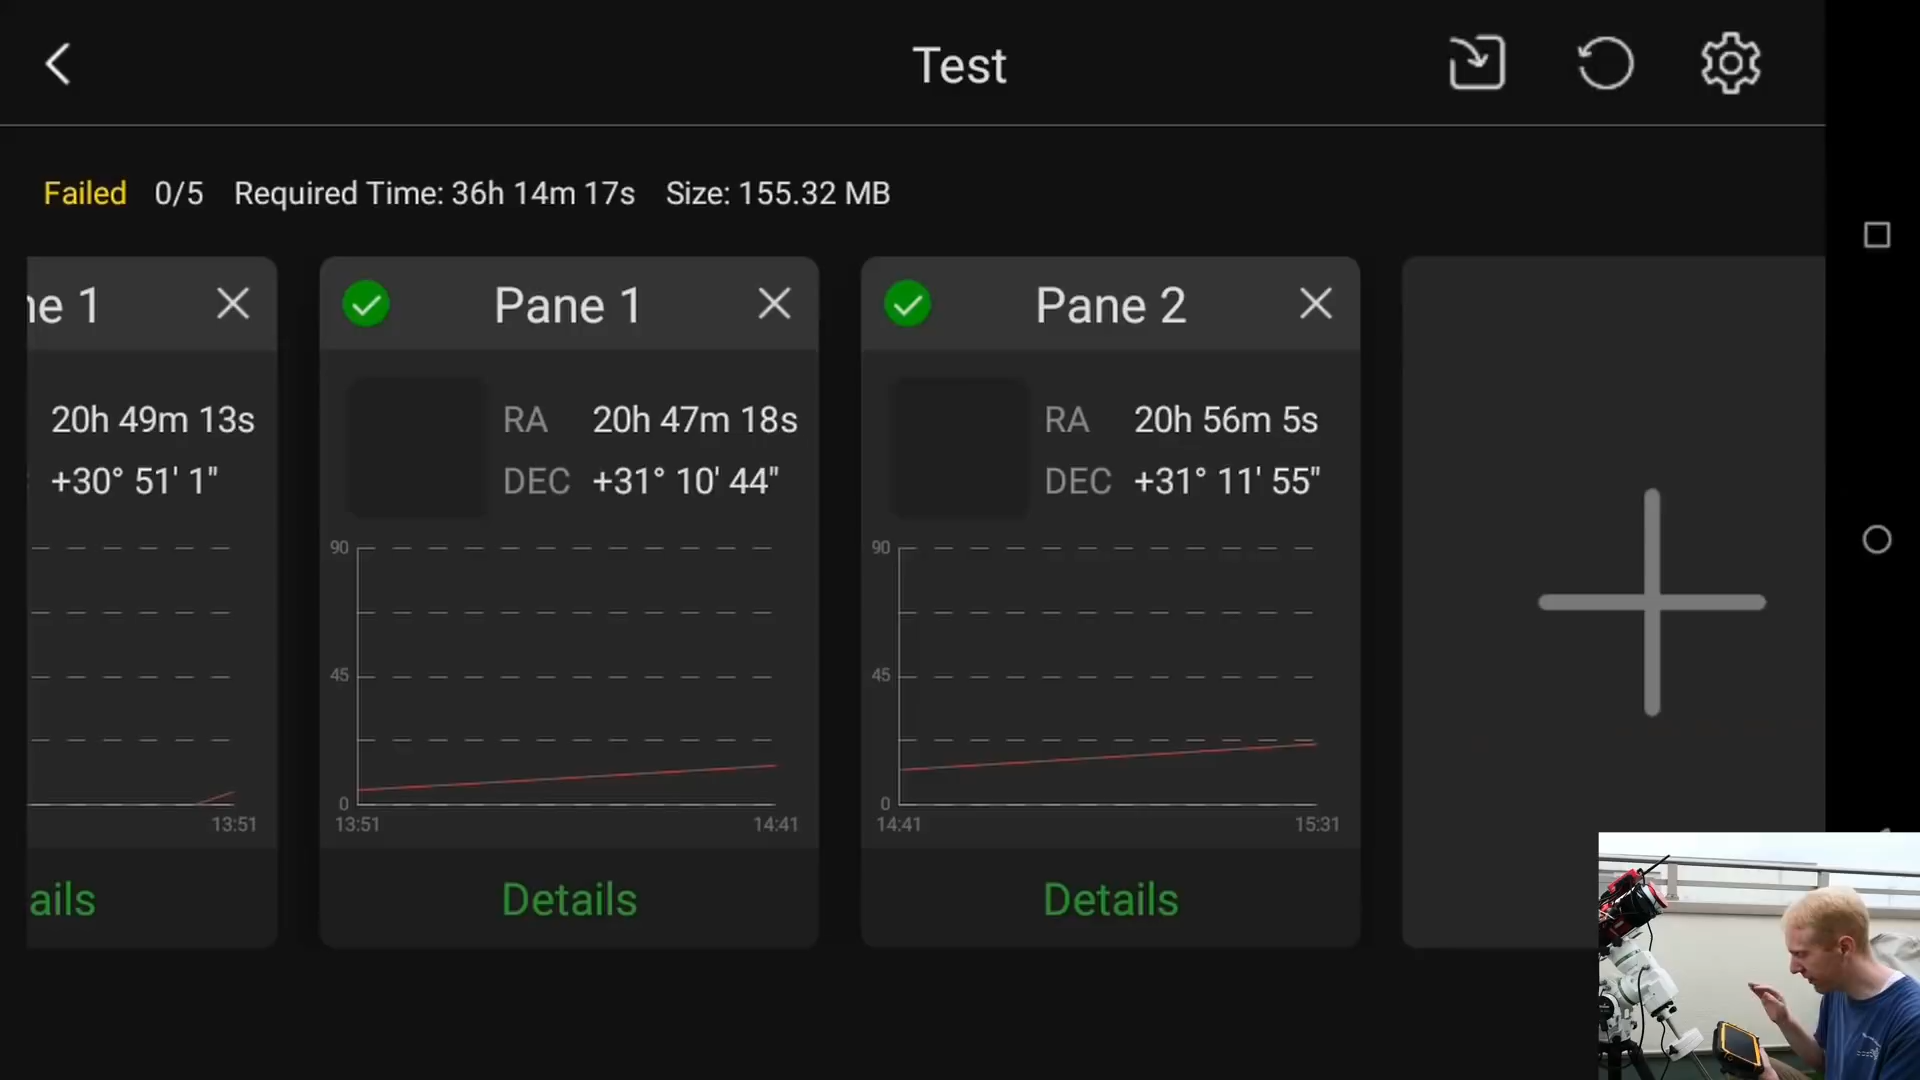 Test
Failed 0/5 Required Time: 36h 14m 17s Size: 155.32 MB
ne 1
20h 49m 13s
+30° 51' 1"
13:51
ails
Pane 1
RA 20h 47m 18s
DEC +31° 10' 44"
90
45
0
13:51 14:41
Details
Pane 2
RA 20h 56m 5s
DEC +31° 11' 55"
90
45
0
14:41 15:31
Details